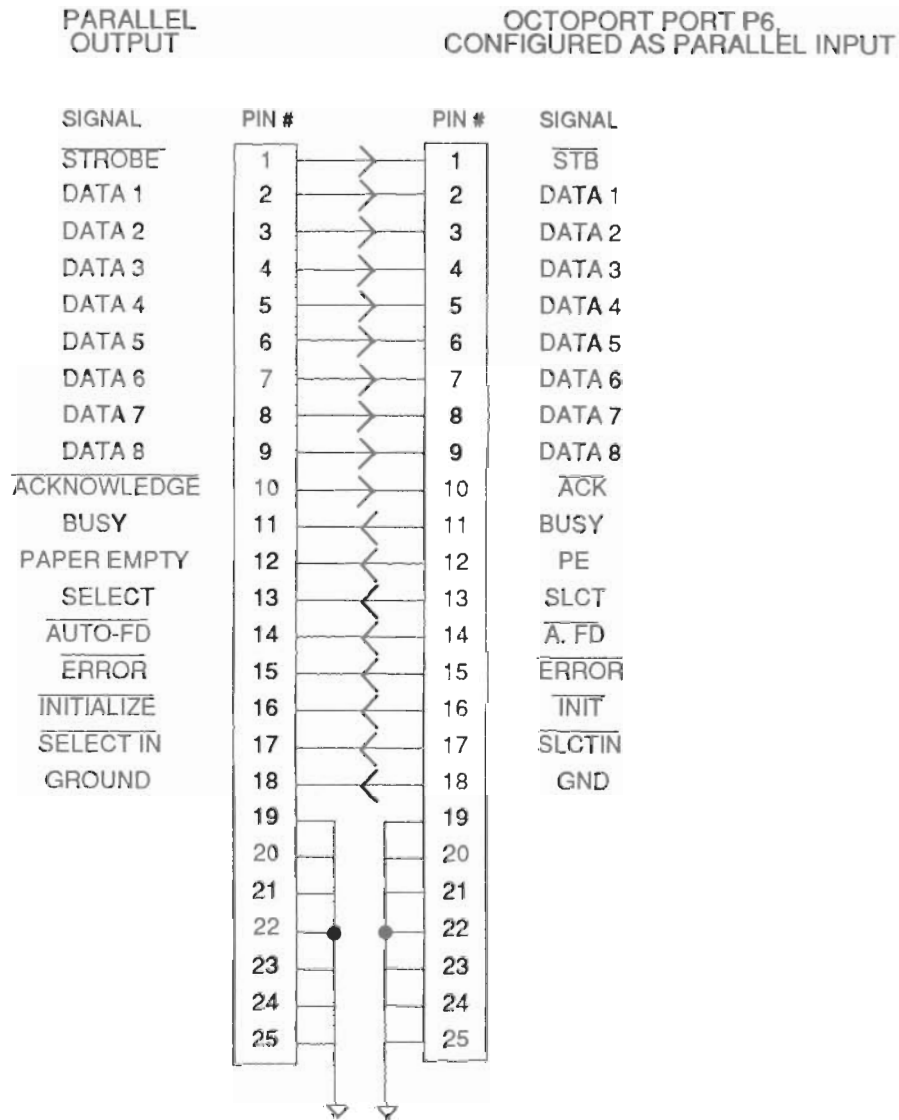 PARALLEL OUTPUT
OCTOPORT PORT P6, CONFIGURED AS PARALLEL INPUT
SIGNAL PIN # PIN # SIGNAL
STROBE 1 1 STB
DATA 1 2 2 DATA 1
DATA 2 3 3 DATA 2
DATA 3 4 4 DATA 3
DATA 4 5 5 DATA 4
DATA 5 6 6 DATA 5
DATA 6 7 7 DATA 6
DATA 7 8 8 DATA 7
DATA 8 9 9 DATA 8
ACKNOWLEDGE 10 10 ACK
BUSY 11 11 BUSY
PAPER EMPTY 12 12 PE
SELECT 13 13 SLCT
AUTO-FD 14 14 A. FD
ERROR 15 15 ERROR
INITIALIZE 16 16 INIT
SELECT IN 17 17 SLCTIN
GROUND 18 18 GND
19 19
20 20
21 21
22 22
23 23
24 24
25 25